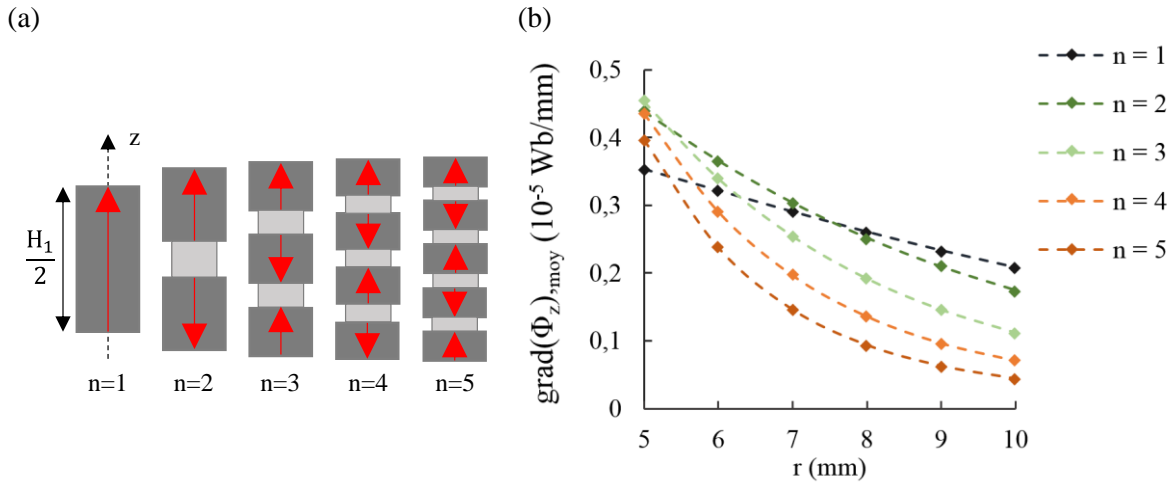 (a)
z
H₁
2
n=1
n=2
n=3
n=4
n=5
(b)
grad(Φ_z),moy (10⁻⁵ Wb/mm)
0,5
0,4
0,3
0,2
0,1
0
5 6 7 8 9 10
r (mm)
n = 1
n = 2
n = 3
n = 4
n = 5